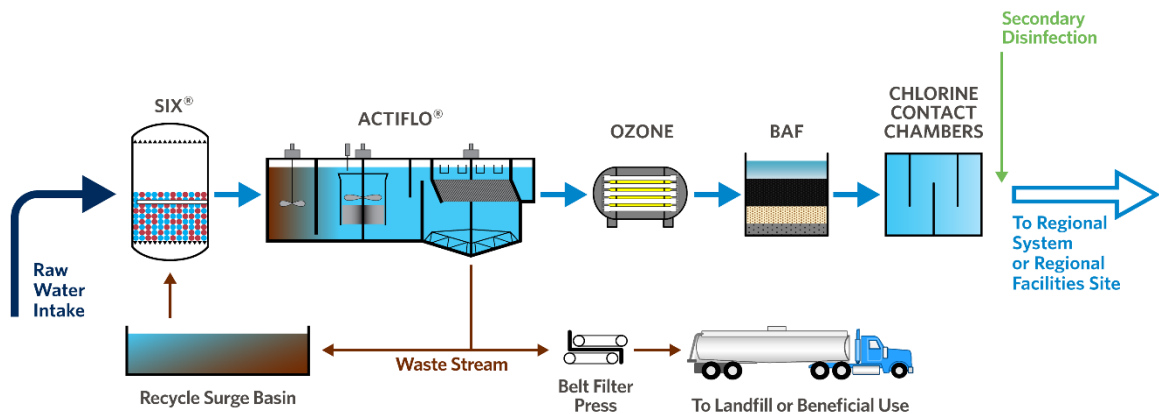 Secondary
Disinfection
SIX®
ACTIFLO®
OZONE
BAF
CHLORINE
CONTACT
CHAMBERS
Raw
Water
Intake
To Regional
System
or Regional
Facilities Site
Waste Stream
Recycle Surge Basin
Belt Filter
Press
To Landfill or Beneficial Use